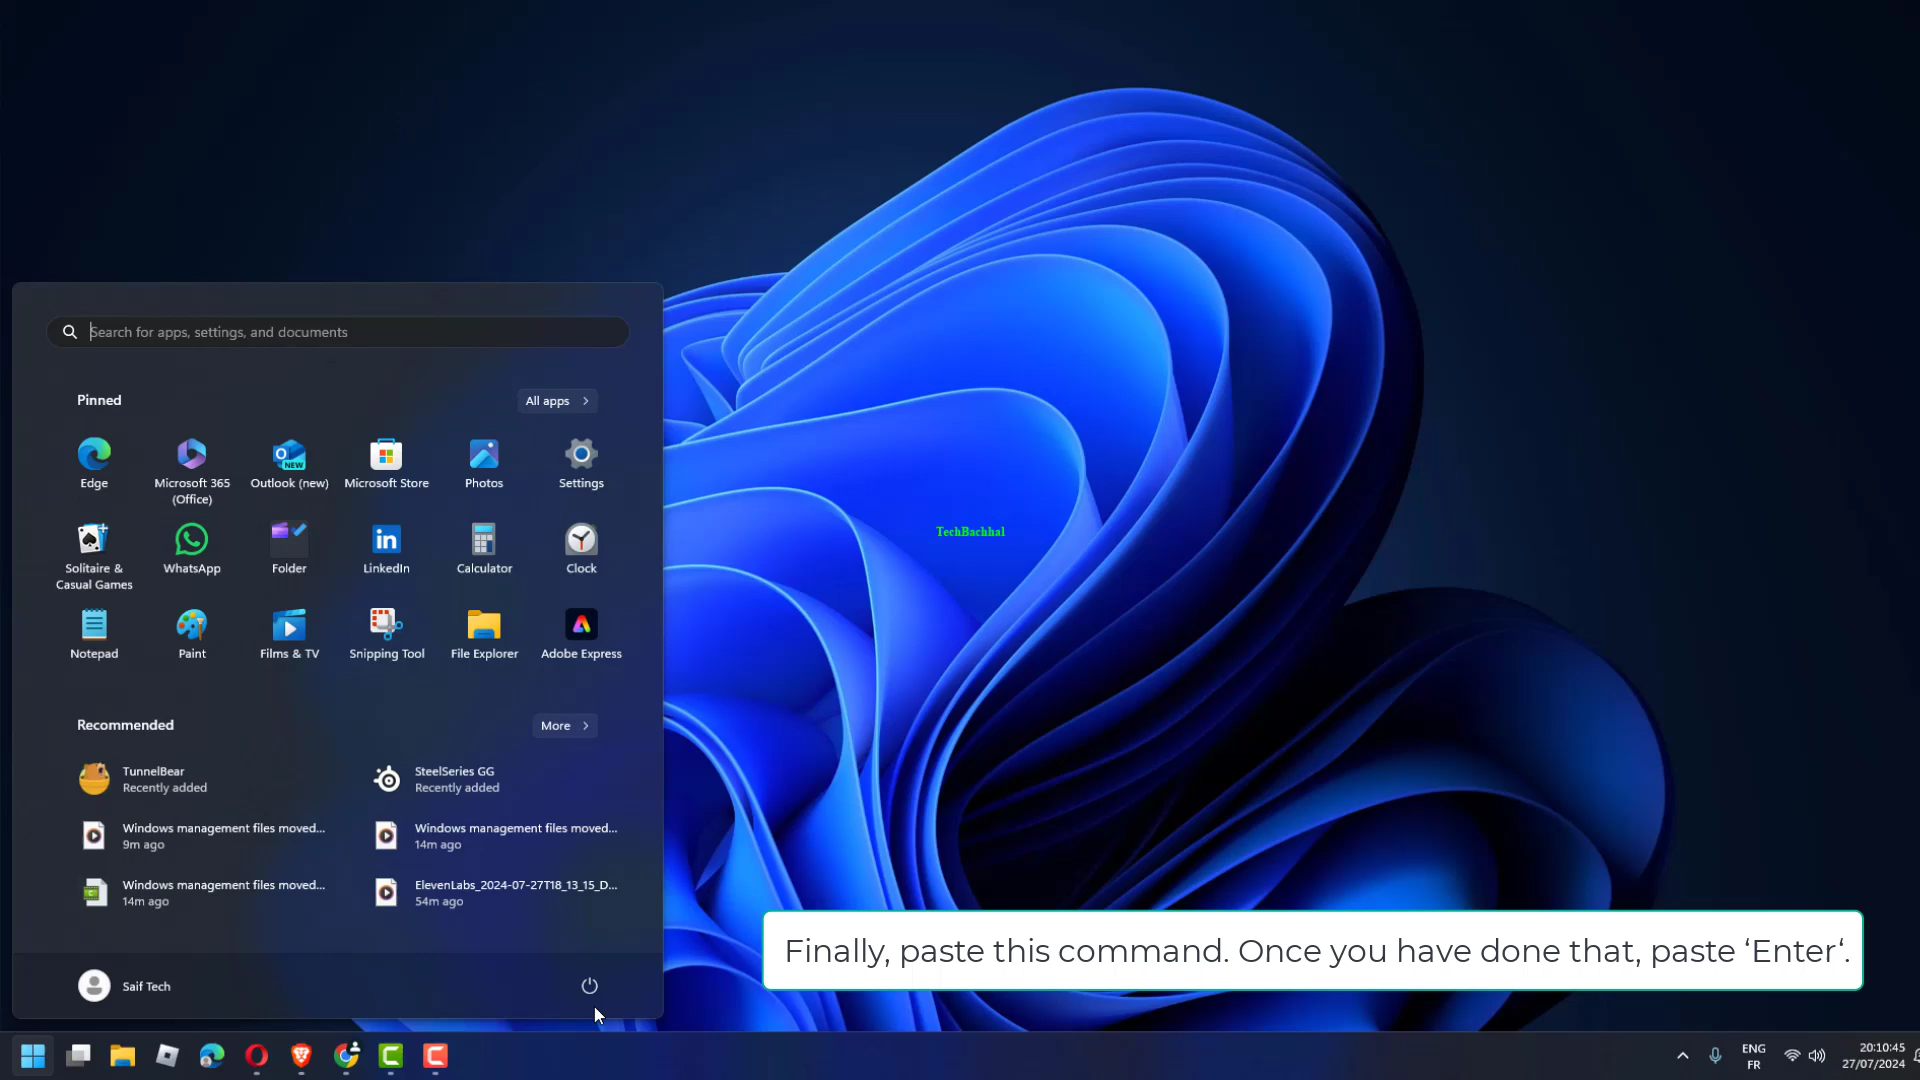 Search for apps, settings, and documents
Pinned
All apps
Edge
Microsoft 365
(Office)
Outlook (new)
Microsoft Store
Photos
Settings
Solitaire &
Casual Games
WhatsApp
Folder
LinkedIn
Calculator
Clock
Notepad
Paint
Films & TV
Snipping Tool
File Explorer
Adobe Express
TechBachhal
Recommended
More
TunnelBear
Recently added
SteelSeries GG
Recently added
Windows management files moved...
9m ago
Windows management files moved...
14m ago
Windows management files moved...
14m ago
ElevenLabs_2024-07-27T18_13_15_D...
54m ago
Finally, paste this command. Once you have done that, paste ‘Enter‘.
Saif Tech
ENG
FR
20:10:45
27/07/2024